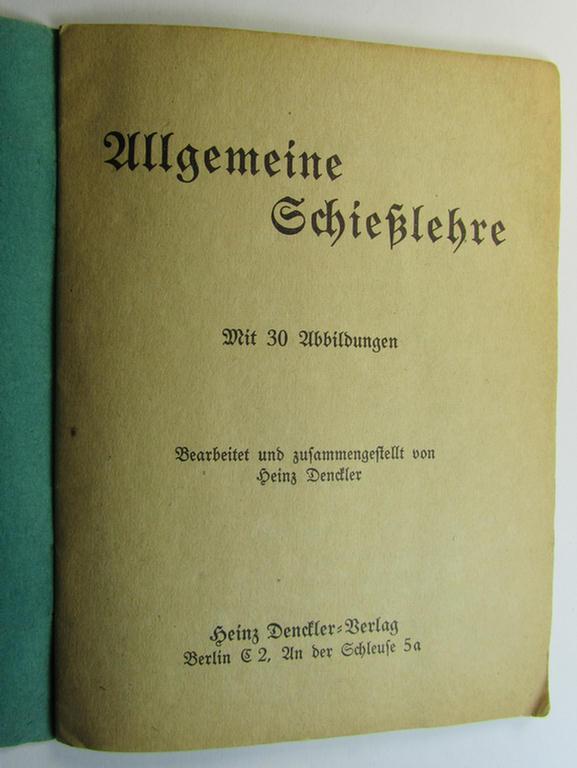 Allgemeine
Schießlehre
Mit 30 Abbildungen
Bearbeitet und zusammengestellt von
Heinz Denckler
Heinz Denckler-Verlag
Berlin C 2, An der Schleuse 5a